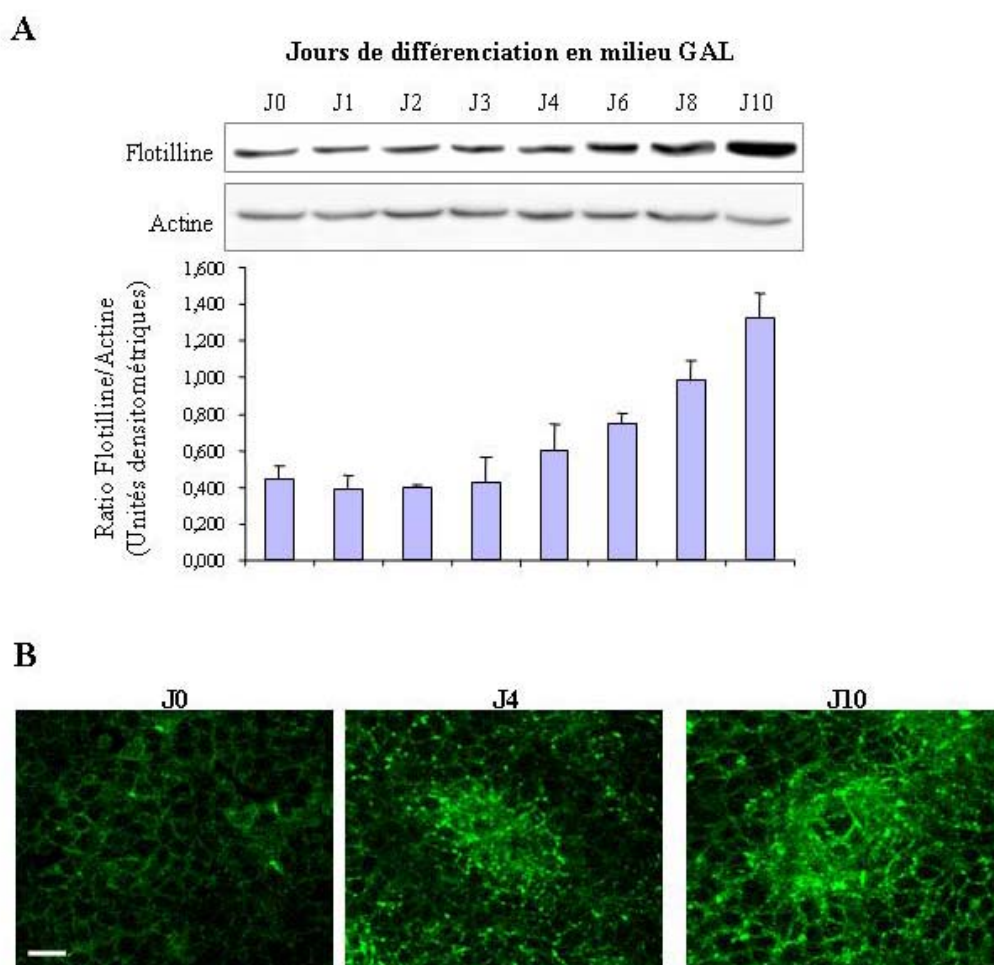 A
Jours de différenciation en milieu GAL
J0 J1 J2 J3 J4 J6 J8 J10
Flotilline
Actine
Ratio Flotilline/Actine
(Unités densitométriques)
1,600
1,400
1,200
1,000
0,800
0,600
0,400
0,200
0,000
B
J0 J4 J10